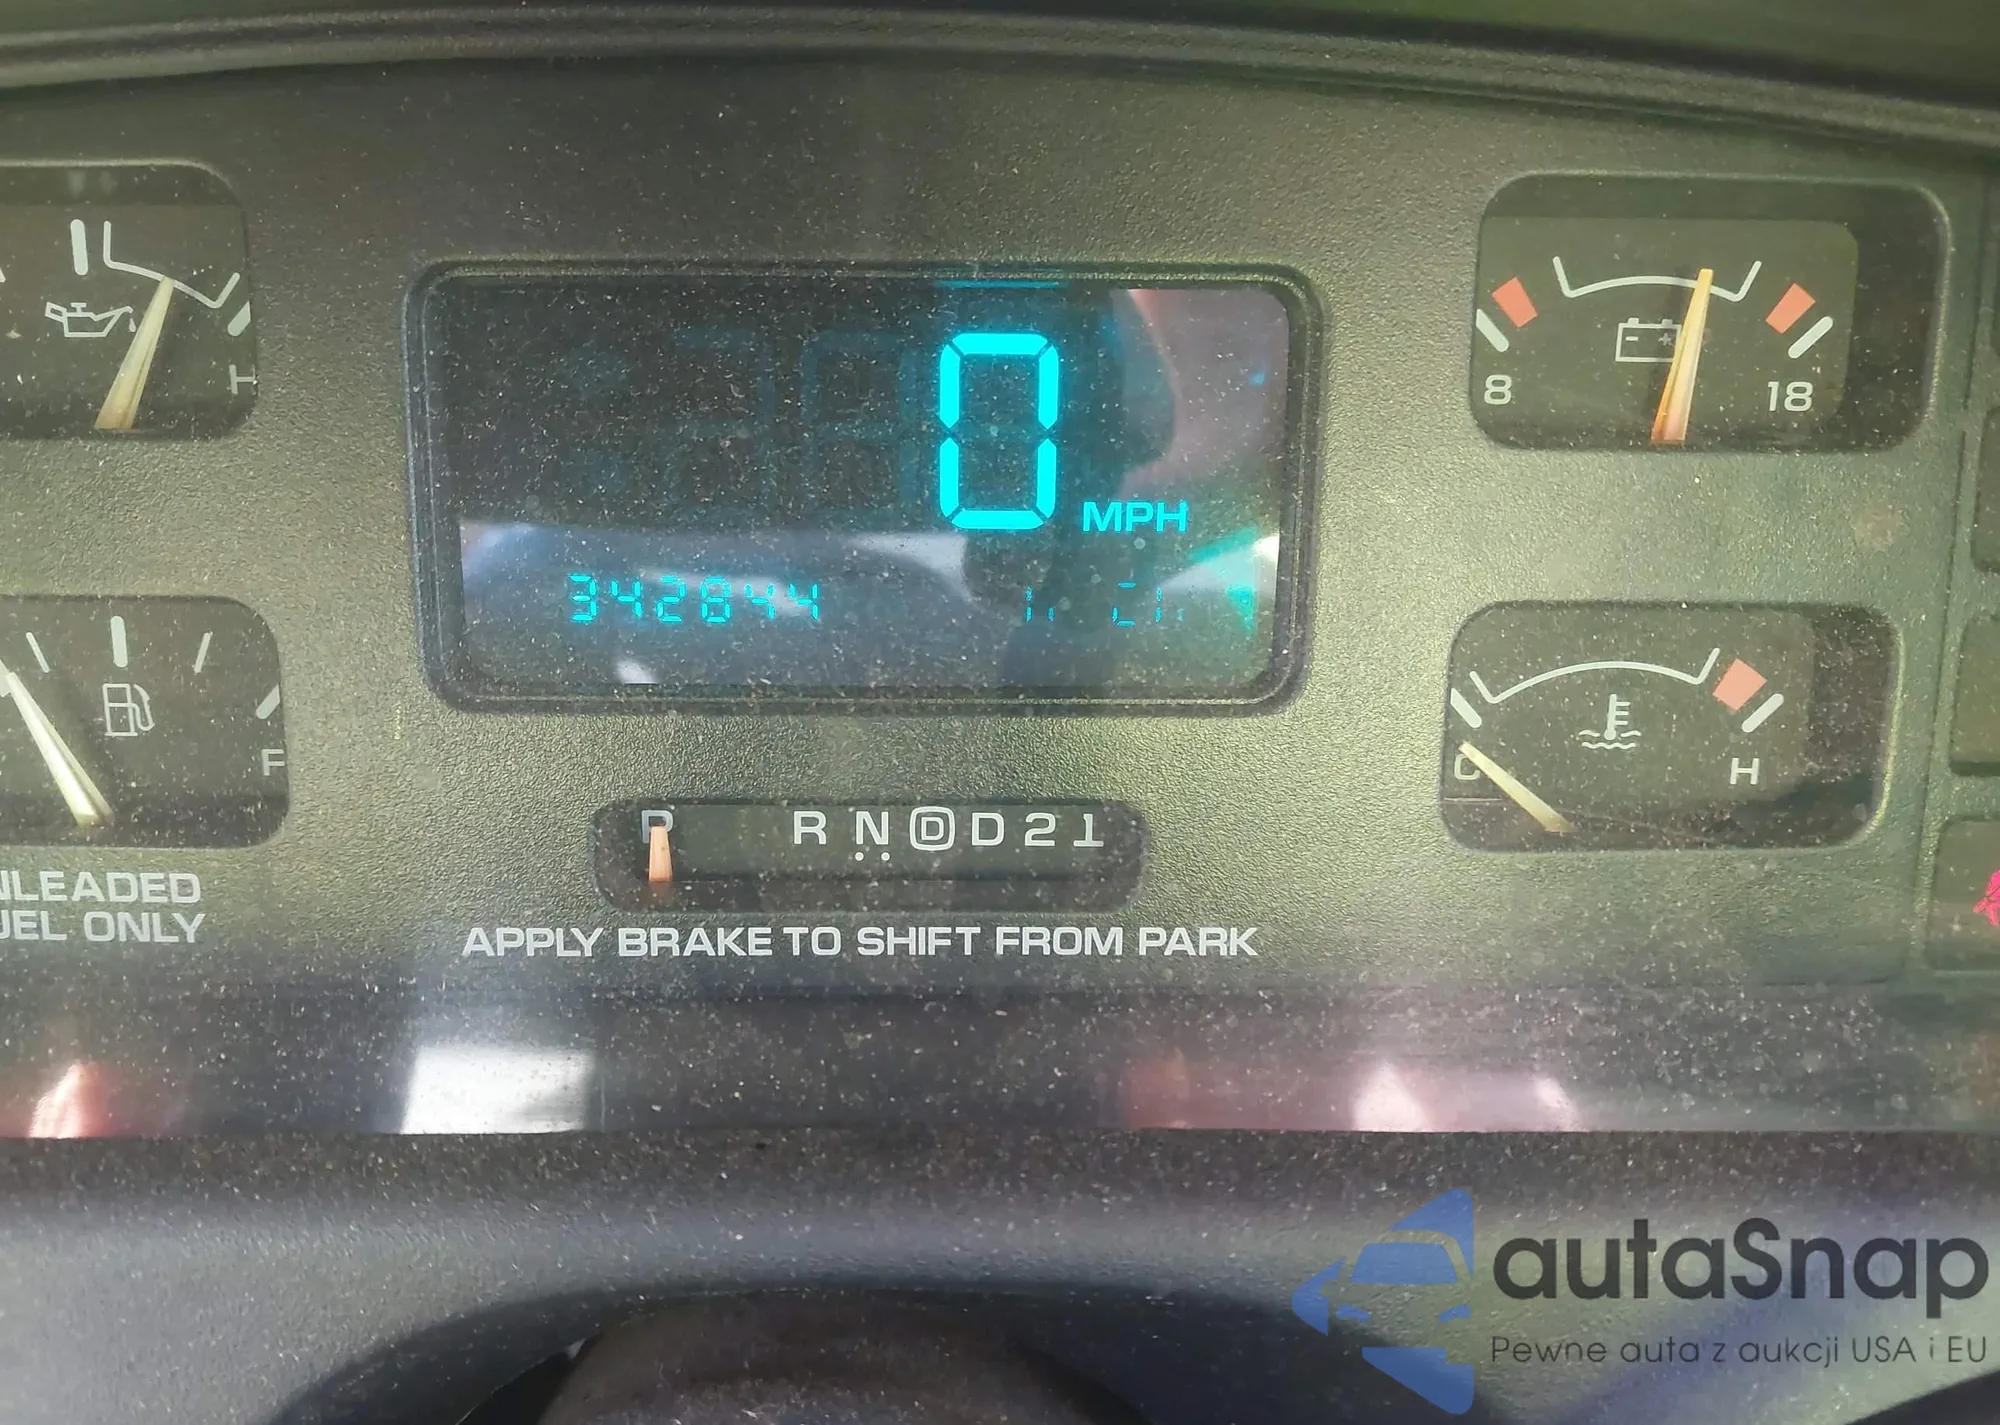 0
MPH
342844
H
8
18
F
C
H
P R N D D 2 1
UNLEADED
FUEL ONLY
APPLY BRAKE TO SHIFT FROM PARK
autaSnap
Pewne auta z aukcji USA i EU